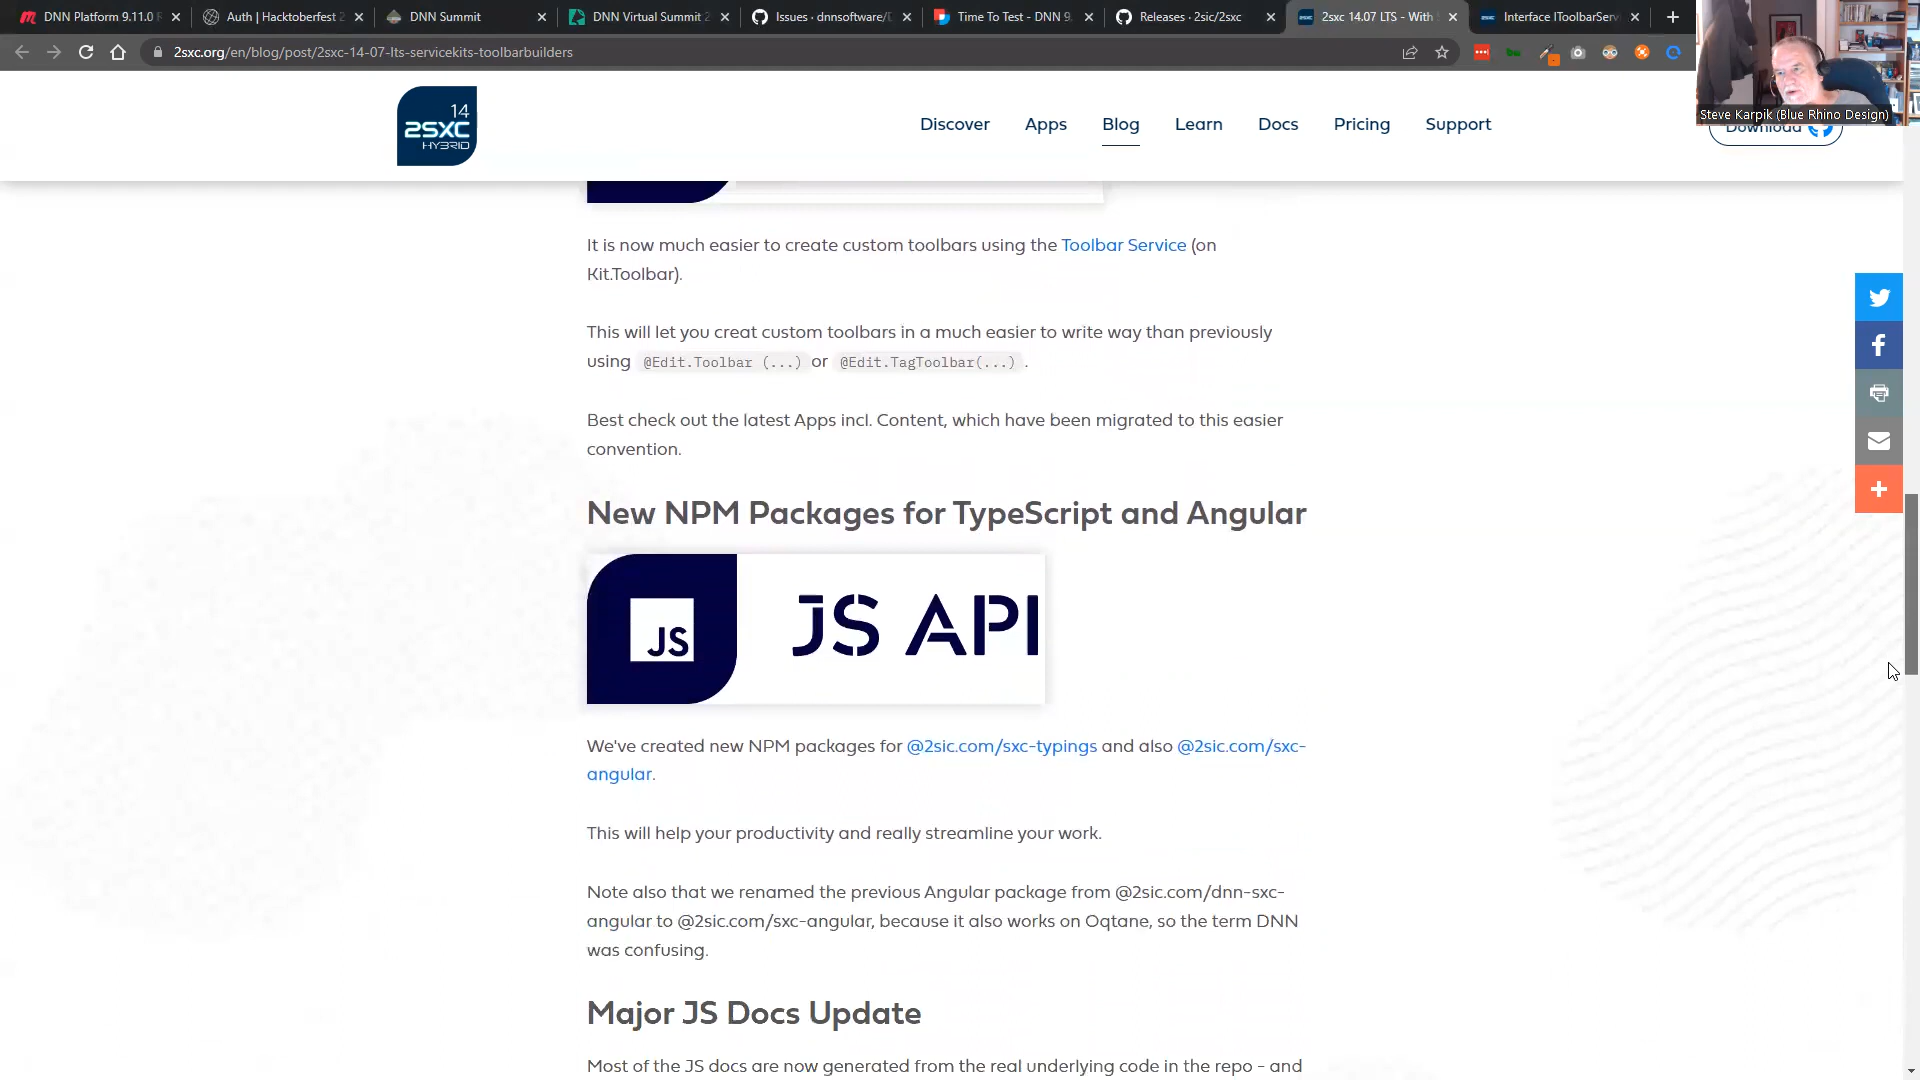 DNN Platform 9.11.0 R
Auth | Hacktoberfest 2
DNN Summit
DNN Virtual Summit 2
Issues · dnnsoftware/D
Time To Test - DNN 9.
Releases · 2sic/2sxc
2sxc 14.07 LTS - With S
Interface IToolbarServ
2sxc.org/en/blog/post/2sxc-14-07-lts-servicekits-toolbarbuilders
Steve Karpik (Blue Rhino Design)
14
2SXC
HYBRID
Discover
Apps
Blog
Learn
Docs
Pricing
Support
Download
It is now much easier to create custom toolbars using the Toolbar Service (on
Kit.Toolbar).
This will let you creat custom toolbars in a much easier to write way than previously
using @Edit.Toolbar (...) or @Edit.TagToolbar(...) .
Best check out the latest Apps incl. Content, which have been migrated to this easier
convention.
New NPM Packages for TypeScript and Angular
JS
JS API
We've created new NPM packages for @2sic.com/sxc-typings and also @2sic.com/sxc-
angular.
This will help your productivity and really streamline your work.
Note also that we renamed the previous Angular package from @2sic.com/dnn-sxc-
angular to @2sic.com/sxc-angular, because it also works on Oqtane, so the term DNN
was confusing.
Major JS Docs Update
Most of the JS docs are now generated from the real underlying code in the repo - and